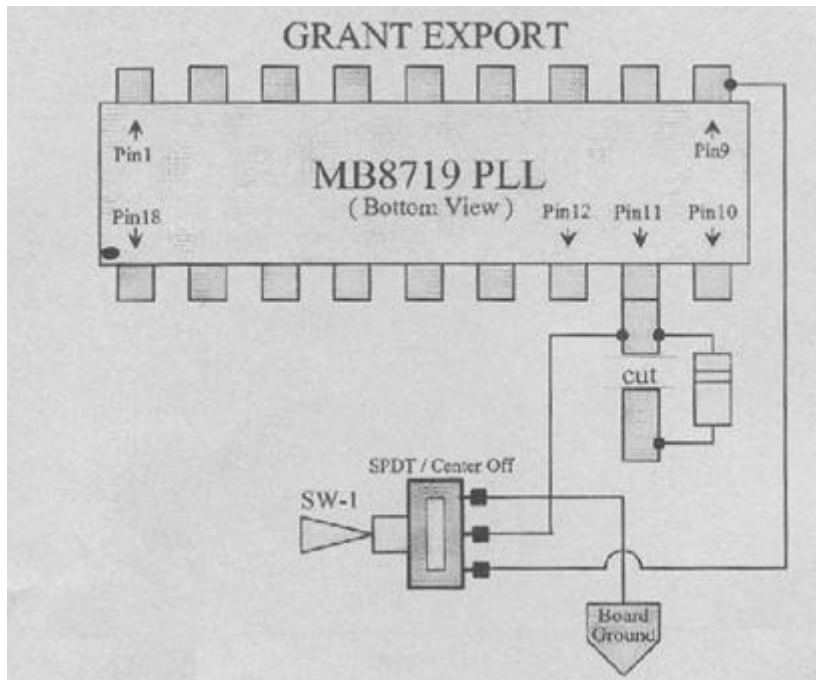 GRANT EXPORT
Pin1
Pin9
MB8719 PLL
( Bottom View )
Pin18
Pin12
Pin11
Pin10
cut
SPDT / Center Off
SW-1
Board
Ground